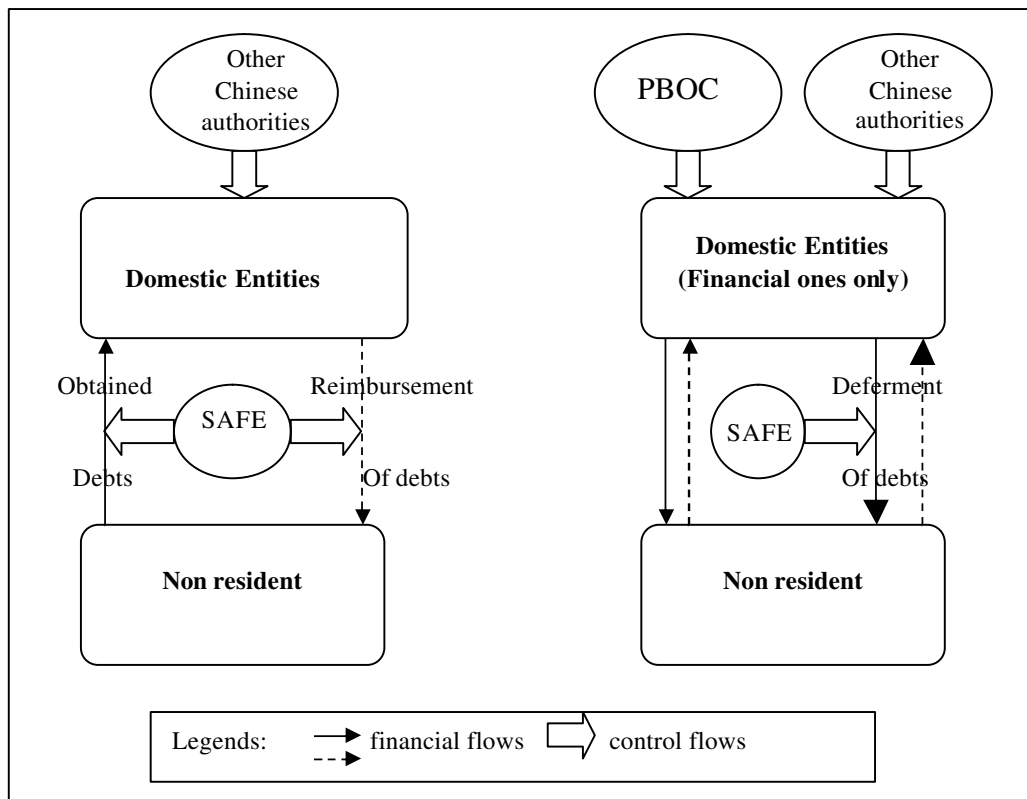 Other
Chinese
authorities
PBOC
Other
Chinese
authorities
Domestic Entities
Domestic Entities
(Financial ones only)
Obtained
Reimbursement
Deferment
SAFE
SAFE
Debts
Of debts
Of debts
Non resident
Non resident
Legends:
financial flows
control flows